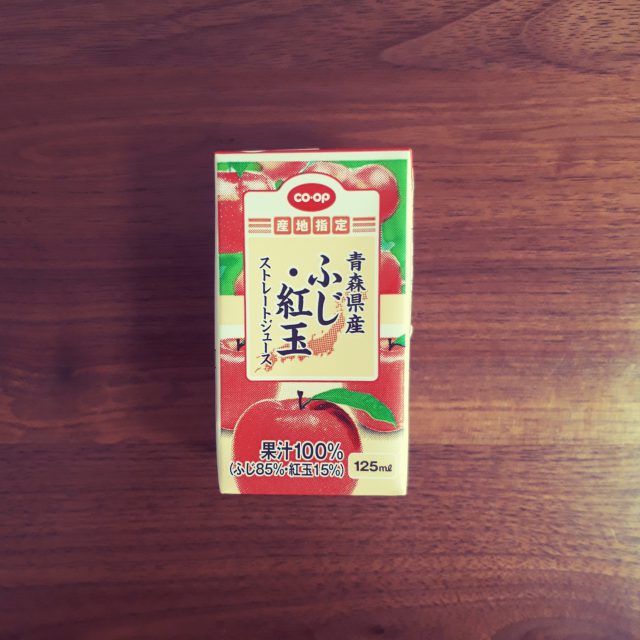 CO·OP
産地指定
青森県産
ふじ
・紅玉
ストレートジュース
果汁100%
(ふじ85%・紅玉15%)
125ml